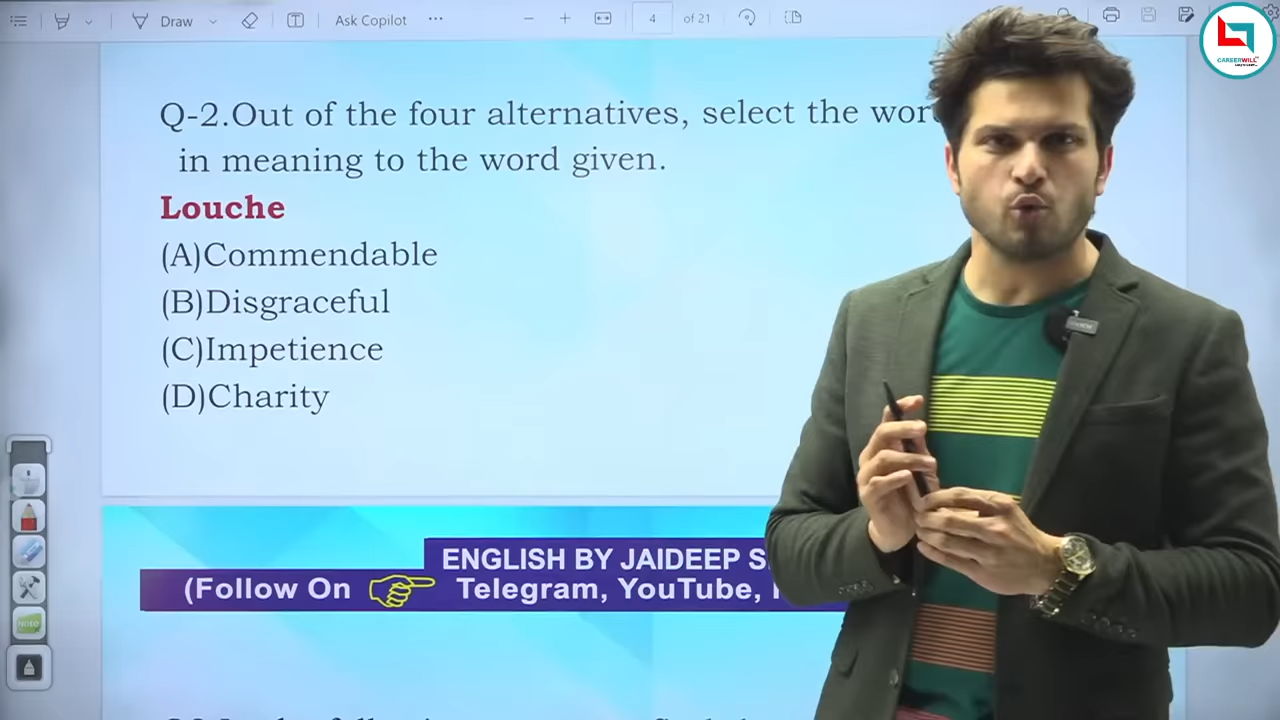 Draw
Ask Copilot
4 of 21
CAREERWILL
Q-2.Out of the four alternatives, select the
in meaning to the word given.
Louche
(A)Commendable
(B)Disgraceful
(C)Impetience
(D)Charity
ENGLISH BY JAIDEEP
(Follow On Telegram, YouTube,
NOTE